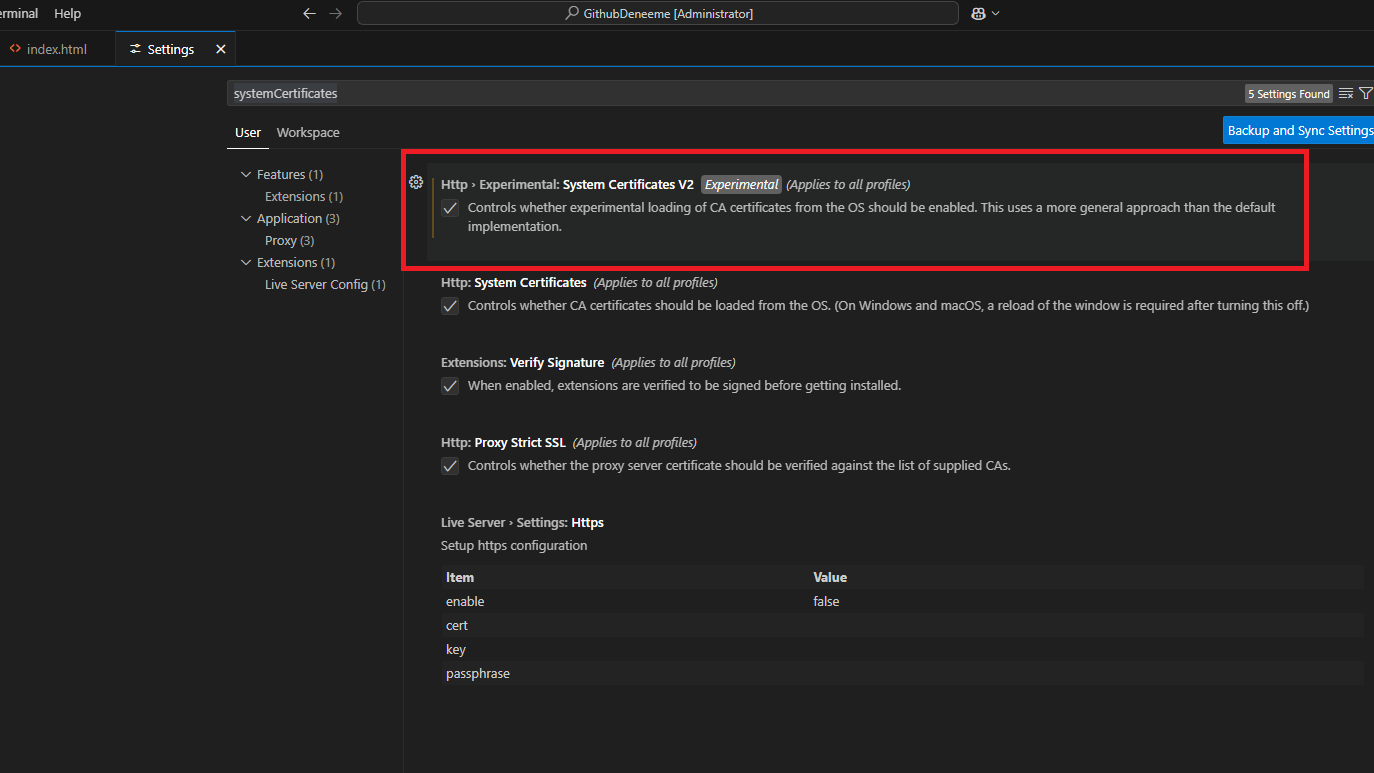 erminal Help
GithubDeneeme [Administrator]
index.html
Settings
systemCertificates
5 Settings Found
User Workspace
Backup and Sync Settings
Features (1)
Extensions (1)
Application (3)
Proxy (3)
Extensions (1)
Live Server Config (1)
Http › Experimental: System Certificates V2 Experimental (Applies to all profiles)
Controls whether experimental loading of CA certificates from the OS should be enabled. This uses a more general approach than the default
implementation.
Http: System Certificates (Applies to all profiles)
Controls whether CA certificates should be loaded from the OS. (On Windows and macOS, a reload of the window is required after turning this off.)
Extensions: Verify Signature (Applies to all profiles)
When enabled, extensions are verified to be signed before getting installed.
Http: Proxy Strict SSL (Applies to all profiles)
Controls whether the proxy server certificate should be verified against the list of supplied CAs.
Live Server › Settings: Https
Setup https configuration
Item Value
enable false
cert
key
passphrase